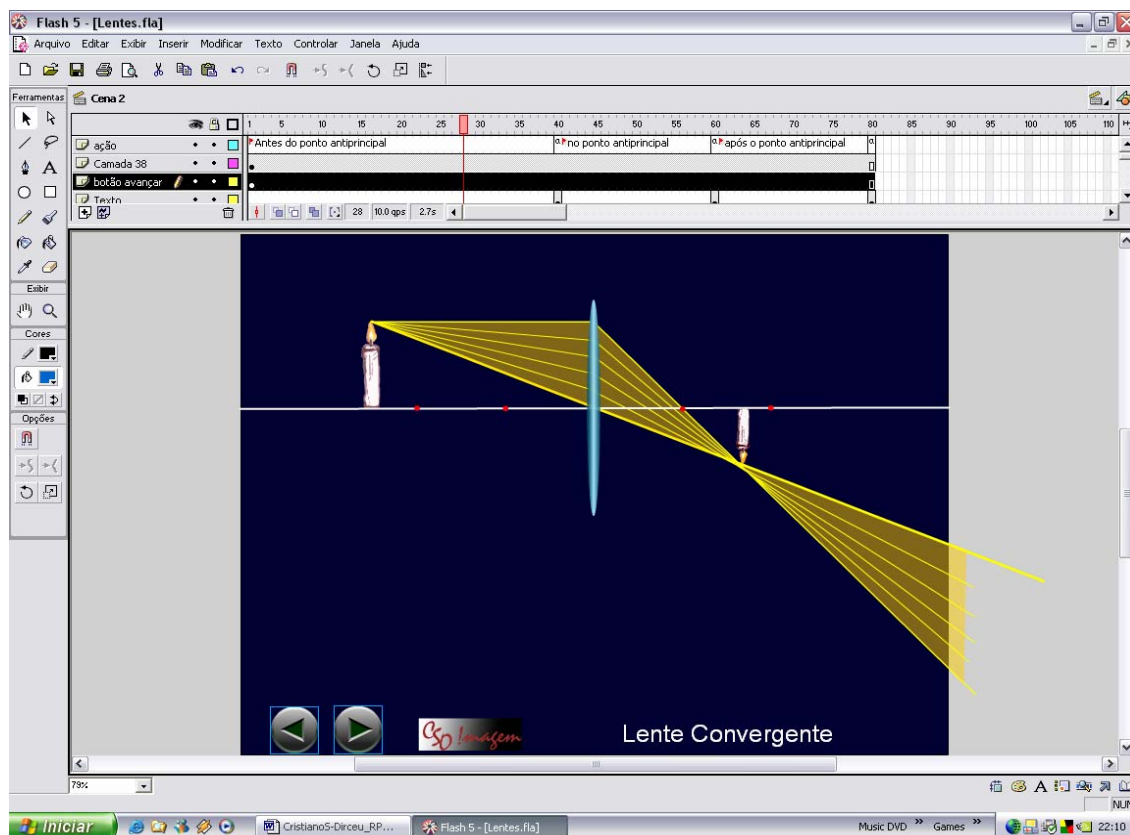 Flash 5 - [Lentes.fla]
Arquivo Editar Exibir Inserir Modificar Texto Controlar Janela Ajuda
Ferramentas
Cena 2
1 5 10 15 20 25 30 35 40 45 50 55 60 65 70 75 80 85 90 95 100 105 110
ação
Antes do ponto antiprincipal
no ponto antiprincipal
após o ponto antiprincipal
Camada 38
botão avançar
Texto
28 10.0 qps 2.7s
Exibir
Cores
Opções
CSD Imagem
Lente Convergente
79%
NUM
Iniciar
CristianoS-Dirceu_RP...
Flash 5 - [Lentes.fla]
Music DVD
Games
22:10